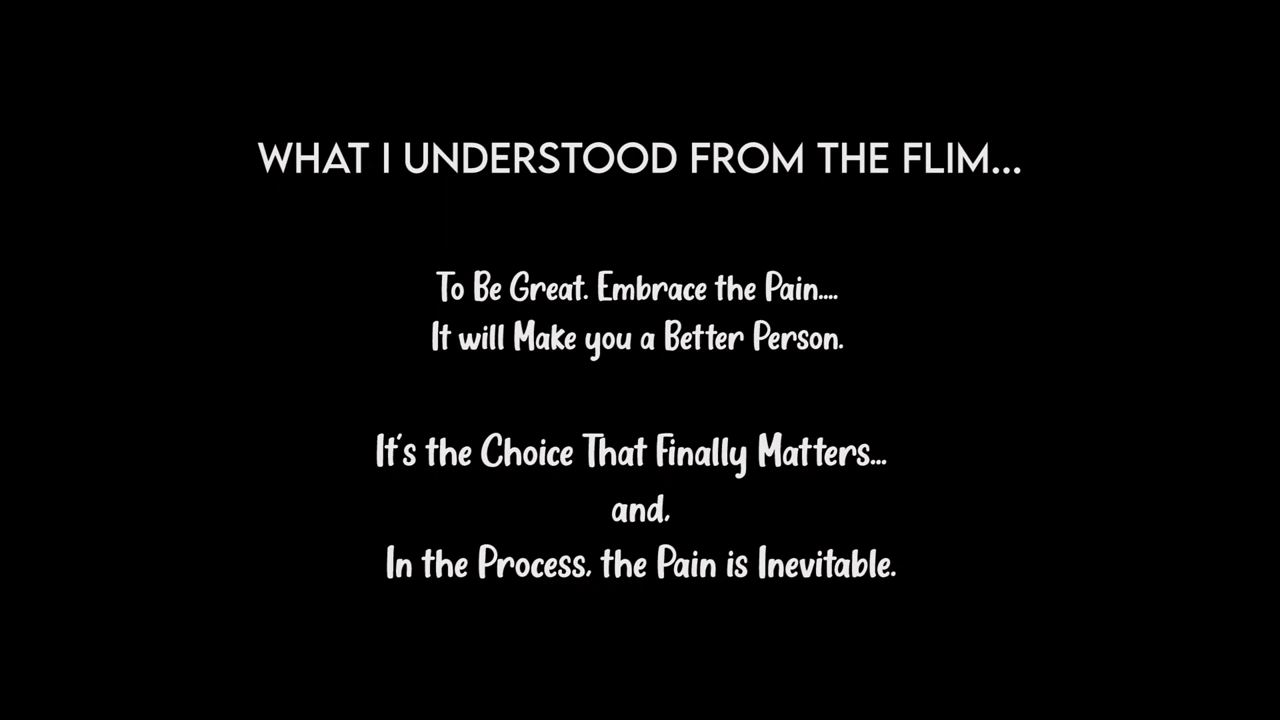 WHAT I UNDERSTOOD FROM THE FLIM...
To Be Great. Embrace the Pain....
It will Make you a Better Person.
It's the Choice That Finally Matters...
and,
In the Process, the Pain is Inevitable.